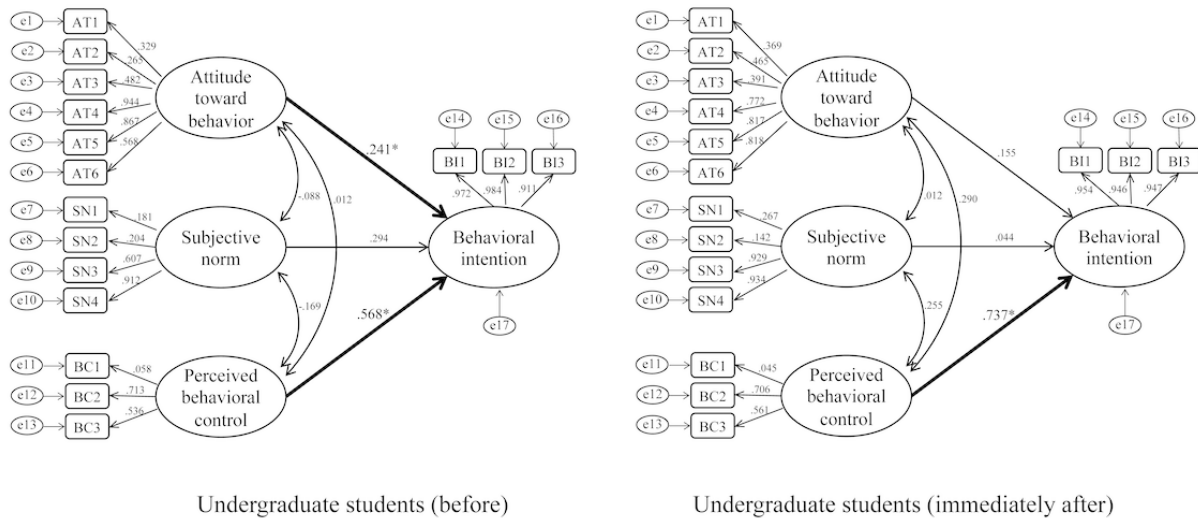 e1 AT1
.329
e2 AT2
.265
e3 AT3
.482
e4 AT4
.944
e5 AT5
.867
e6 AT6
.568
Attitude
toward
behavior
.241*
e14 e15 e16
BI1 BI2 BI3
.972 .984 .911
-.088
.012
e7 SN1
.181
e8 SN2
.204
e9 SN3
.607
e10 SN4
.912
Subjective
norm
.294
Behavioral
intention
-.169
.568*
e17
e11 BC1
.058
e12 BC2
.713
e13 BC3
.536
Perceived
behavioral
control
Undergraduate students (before)
e1 AT1
.369
e2 AT2
.465
e3 AT3
.391
e4 AT4
.772
e5 AT5
.817
e6 AT6
.818
Attitude
toward
behavior
.155
e14 e15 e16
BI1 BI2 BI3
.954 .946 .947
.012
.290
e7 SN1
.267
e8 SN2
.142
e9 SN3
.929
e10 SN4
.934
Subjective
norm
.044
Behavioral
intention
.255
.737*
e17
e11 BC1
.045
e12 BC2
.706
e13 BC3
.561
Perceived
behavioral
control
Undergraduate students (immediately after)